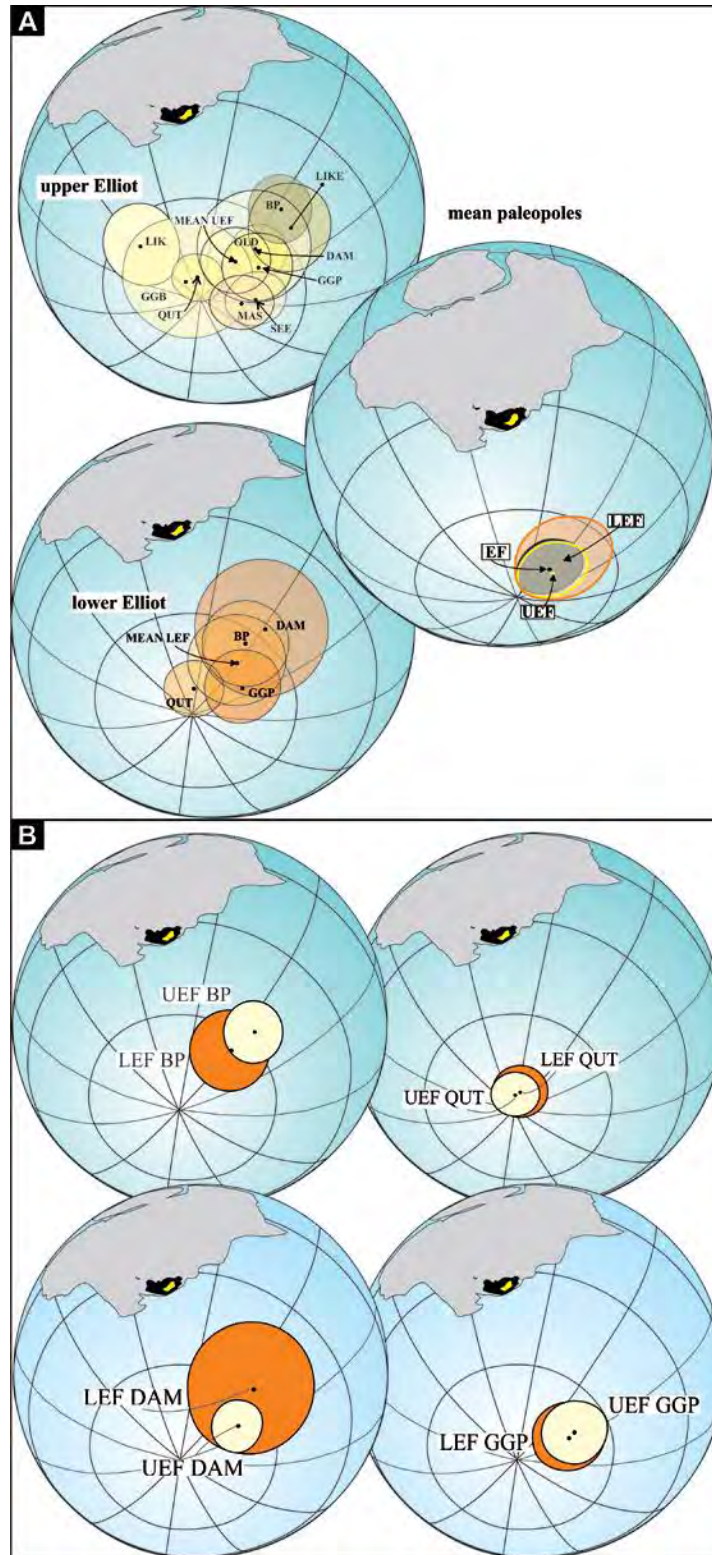 A
upper Elliot
LIKE
BP
MEAN UEF
OLD
LIK
DAM
GGP
GGB
QUT
MAS
SEE
mean paleopoles
LEF
EF
UEF
lower Elliot
DAM
BP
MEAN LEF
QUT
GGP
B
UEF BP
LEF BP
LEF QUT
UEF QUT
LEF DAM
UEF DAM
UEF GGP
LEF GGP